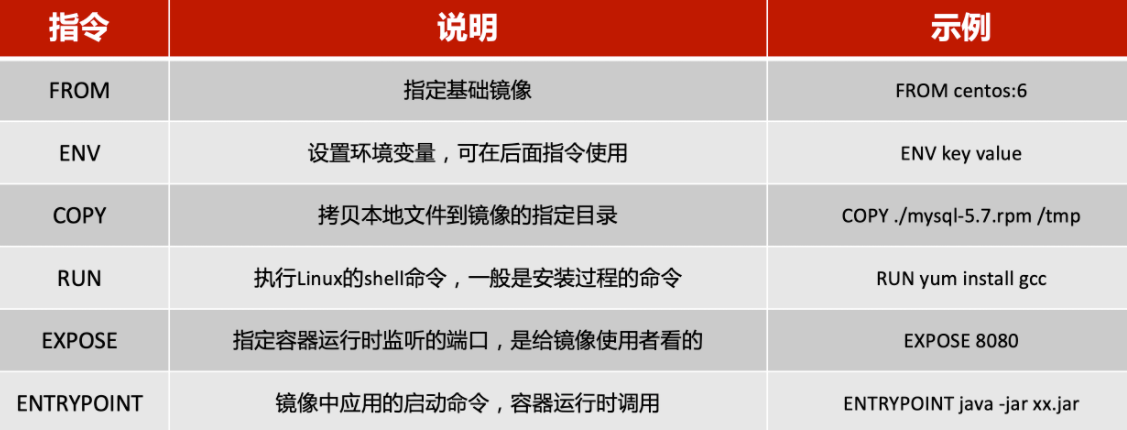 指令 说明 示例
FROM 指定基础镜像 FROM centos:6
ENV 设置环境变量，可在后面指令使用 ENV key value
COPY 拷贝本地文件到镜像的指定目录 COPY ./mysql-5.7.rpm /tmp
RUN 执行Linux的shell命令，一般是安装过程的命令 RUN yum install gcc
EXPOSE 指定容器运行时监听的端口，是给镜像使用者看的 EXPOSE 8080
ENTRYPOINT 镜像中应用的启动命令，容器运行时调用 ENTRYPOINT java -jar xx.jar